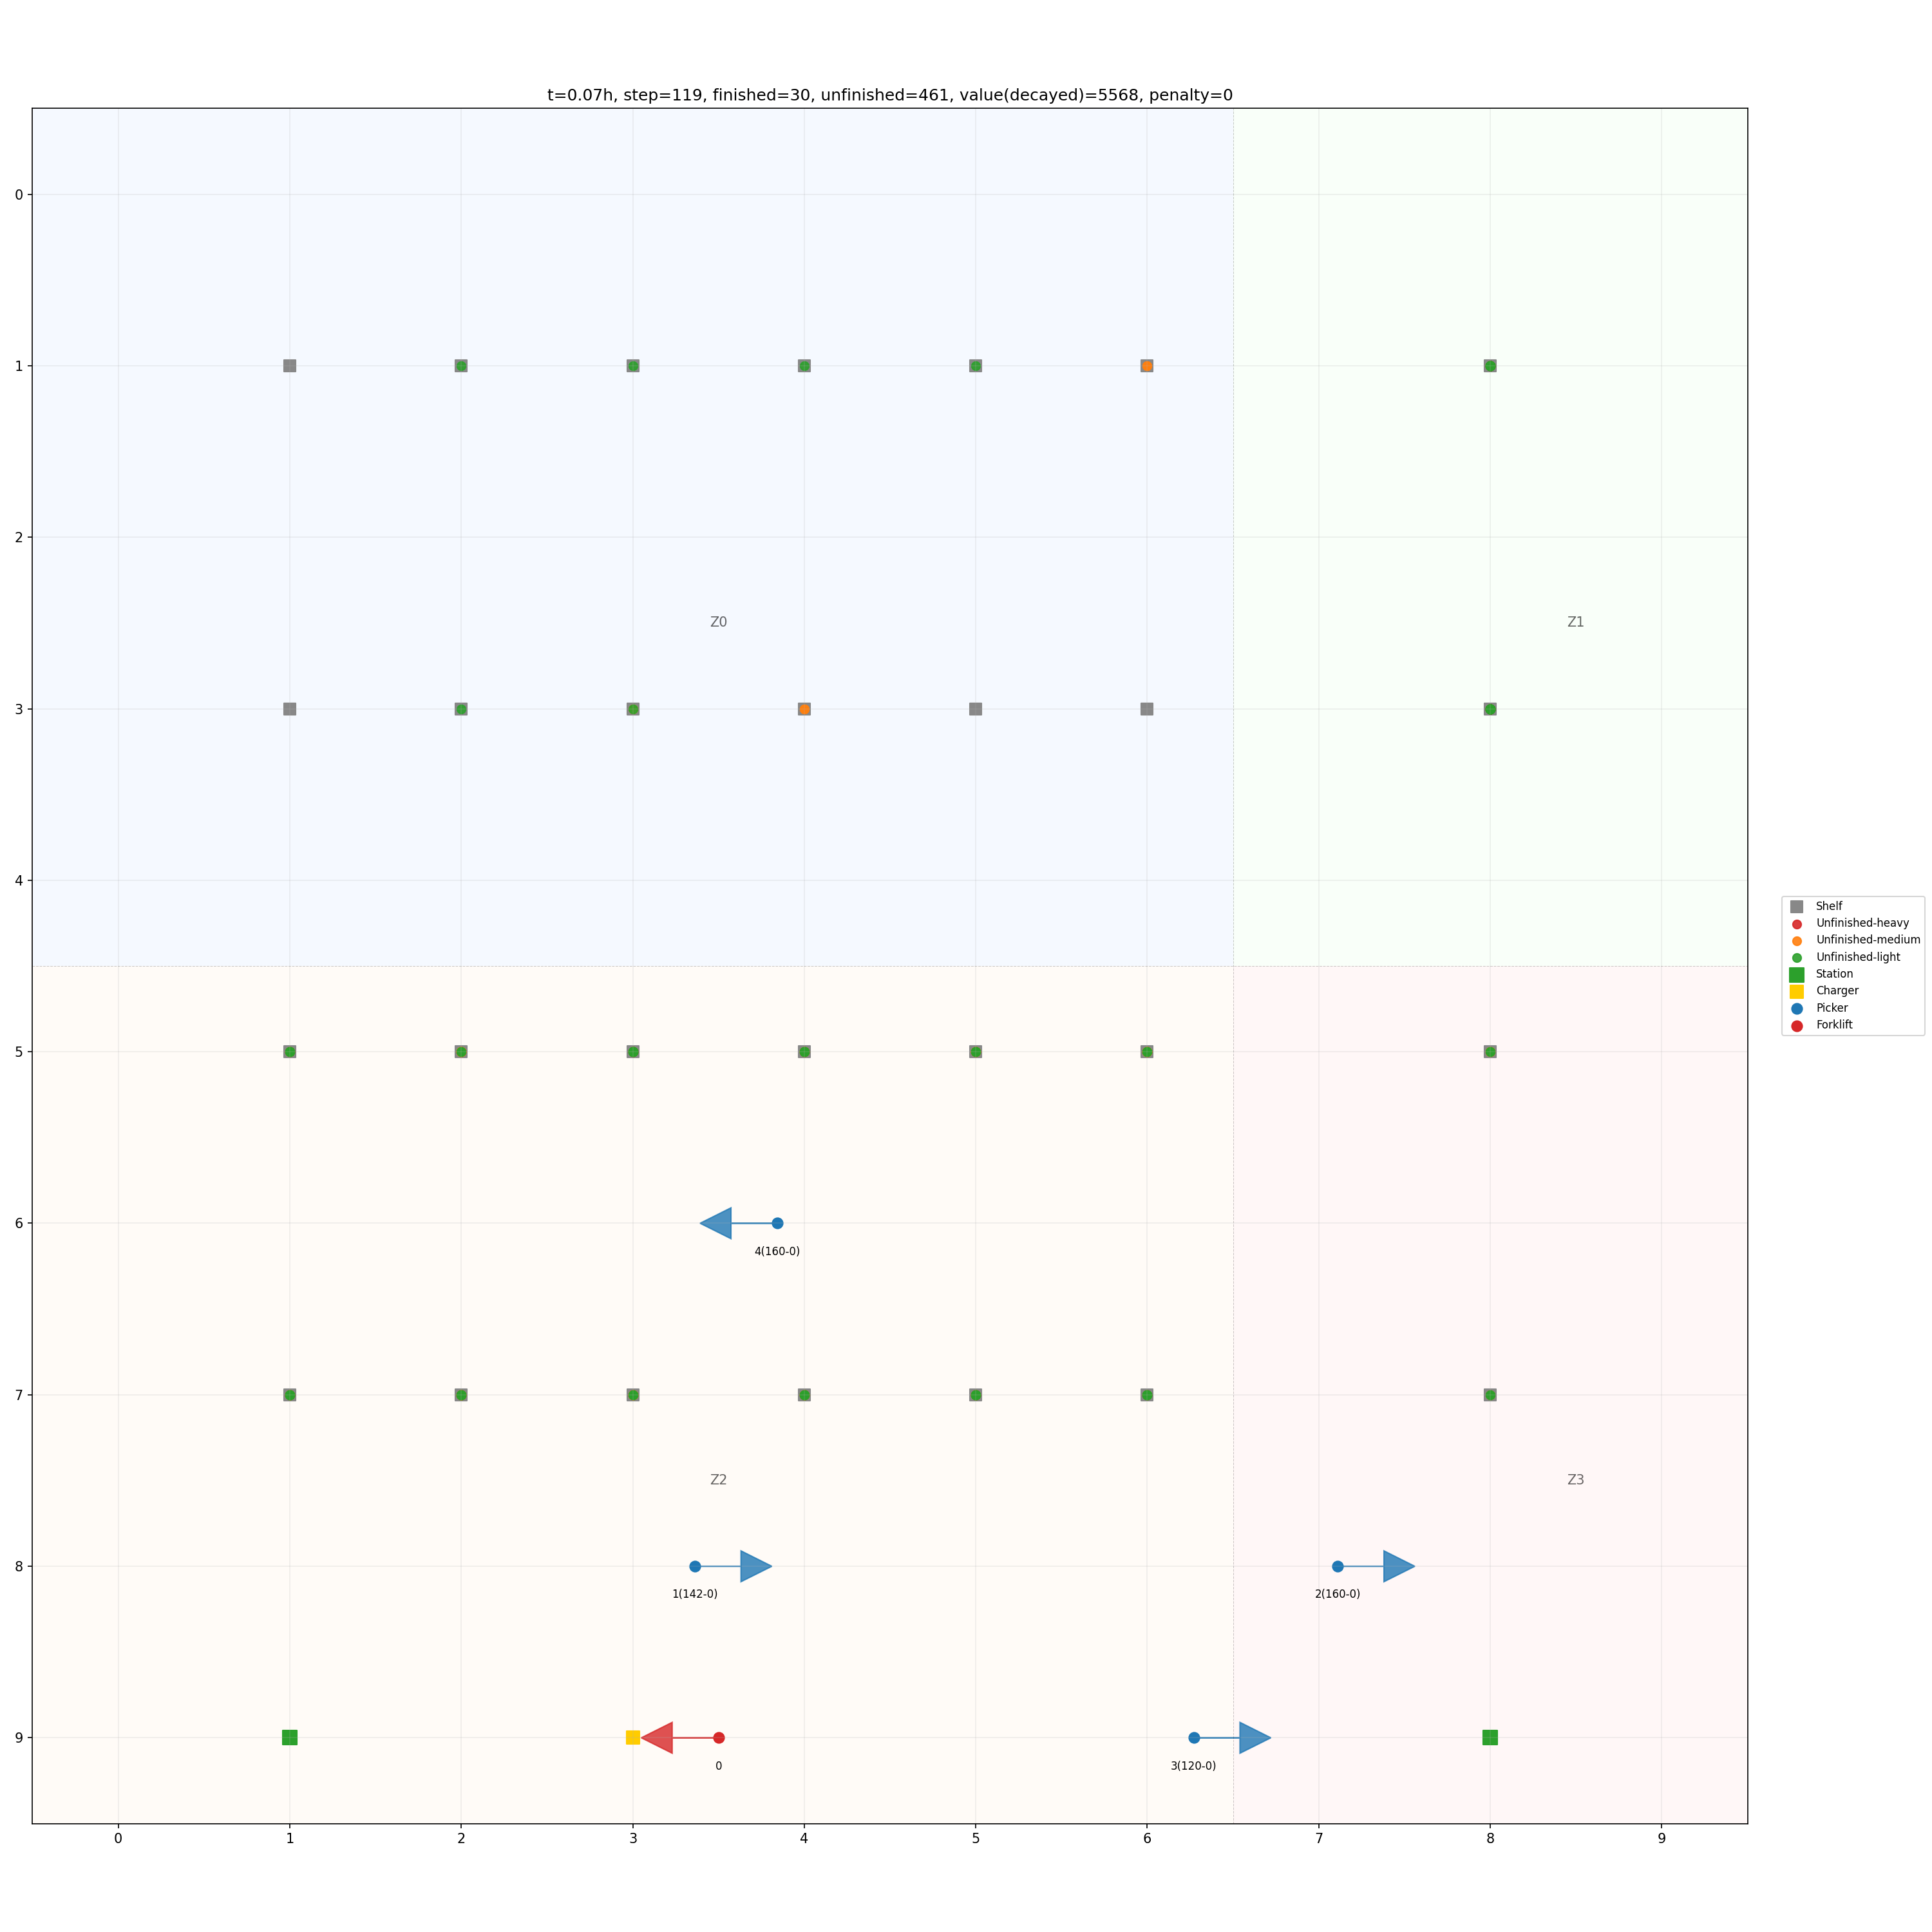 t=0.07h, step=119, finished=30, unfinished=461, value(decayed)=5568, penalty=0
0
1
2
Z0
Z1
3
4
Shelf
Unfinished-heavy
Unfinished-medium
Unfinished-light
Station
Charger
Picker
Forklift
5
6
4(160-0)
7
Z2
Z3
8
1(142-0)
2(160-0)
9
0
3(120-0)
0 1 2 3 4 5 6 7 8 9